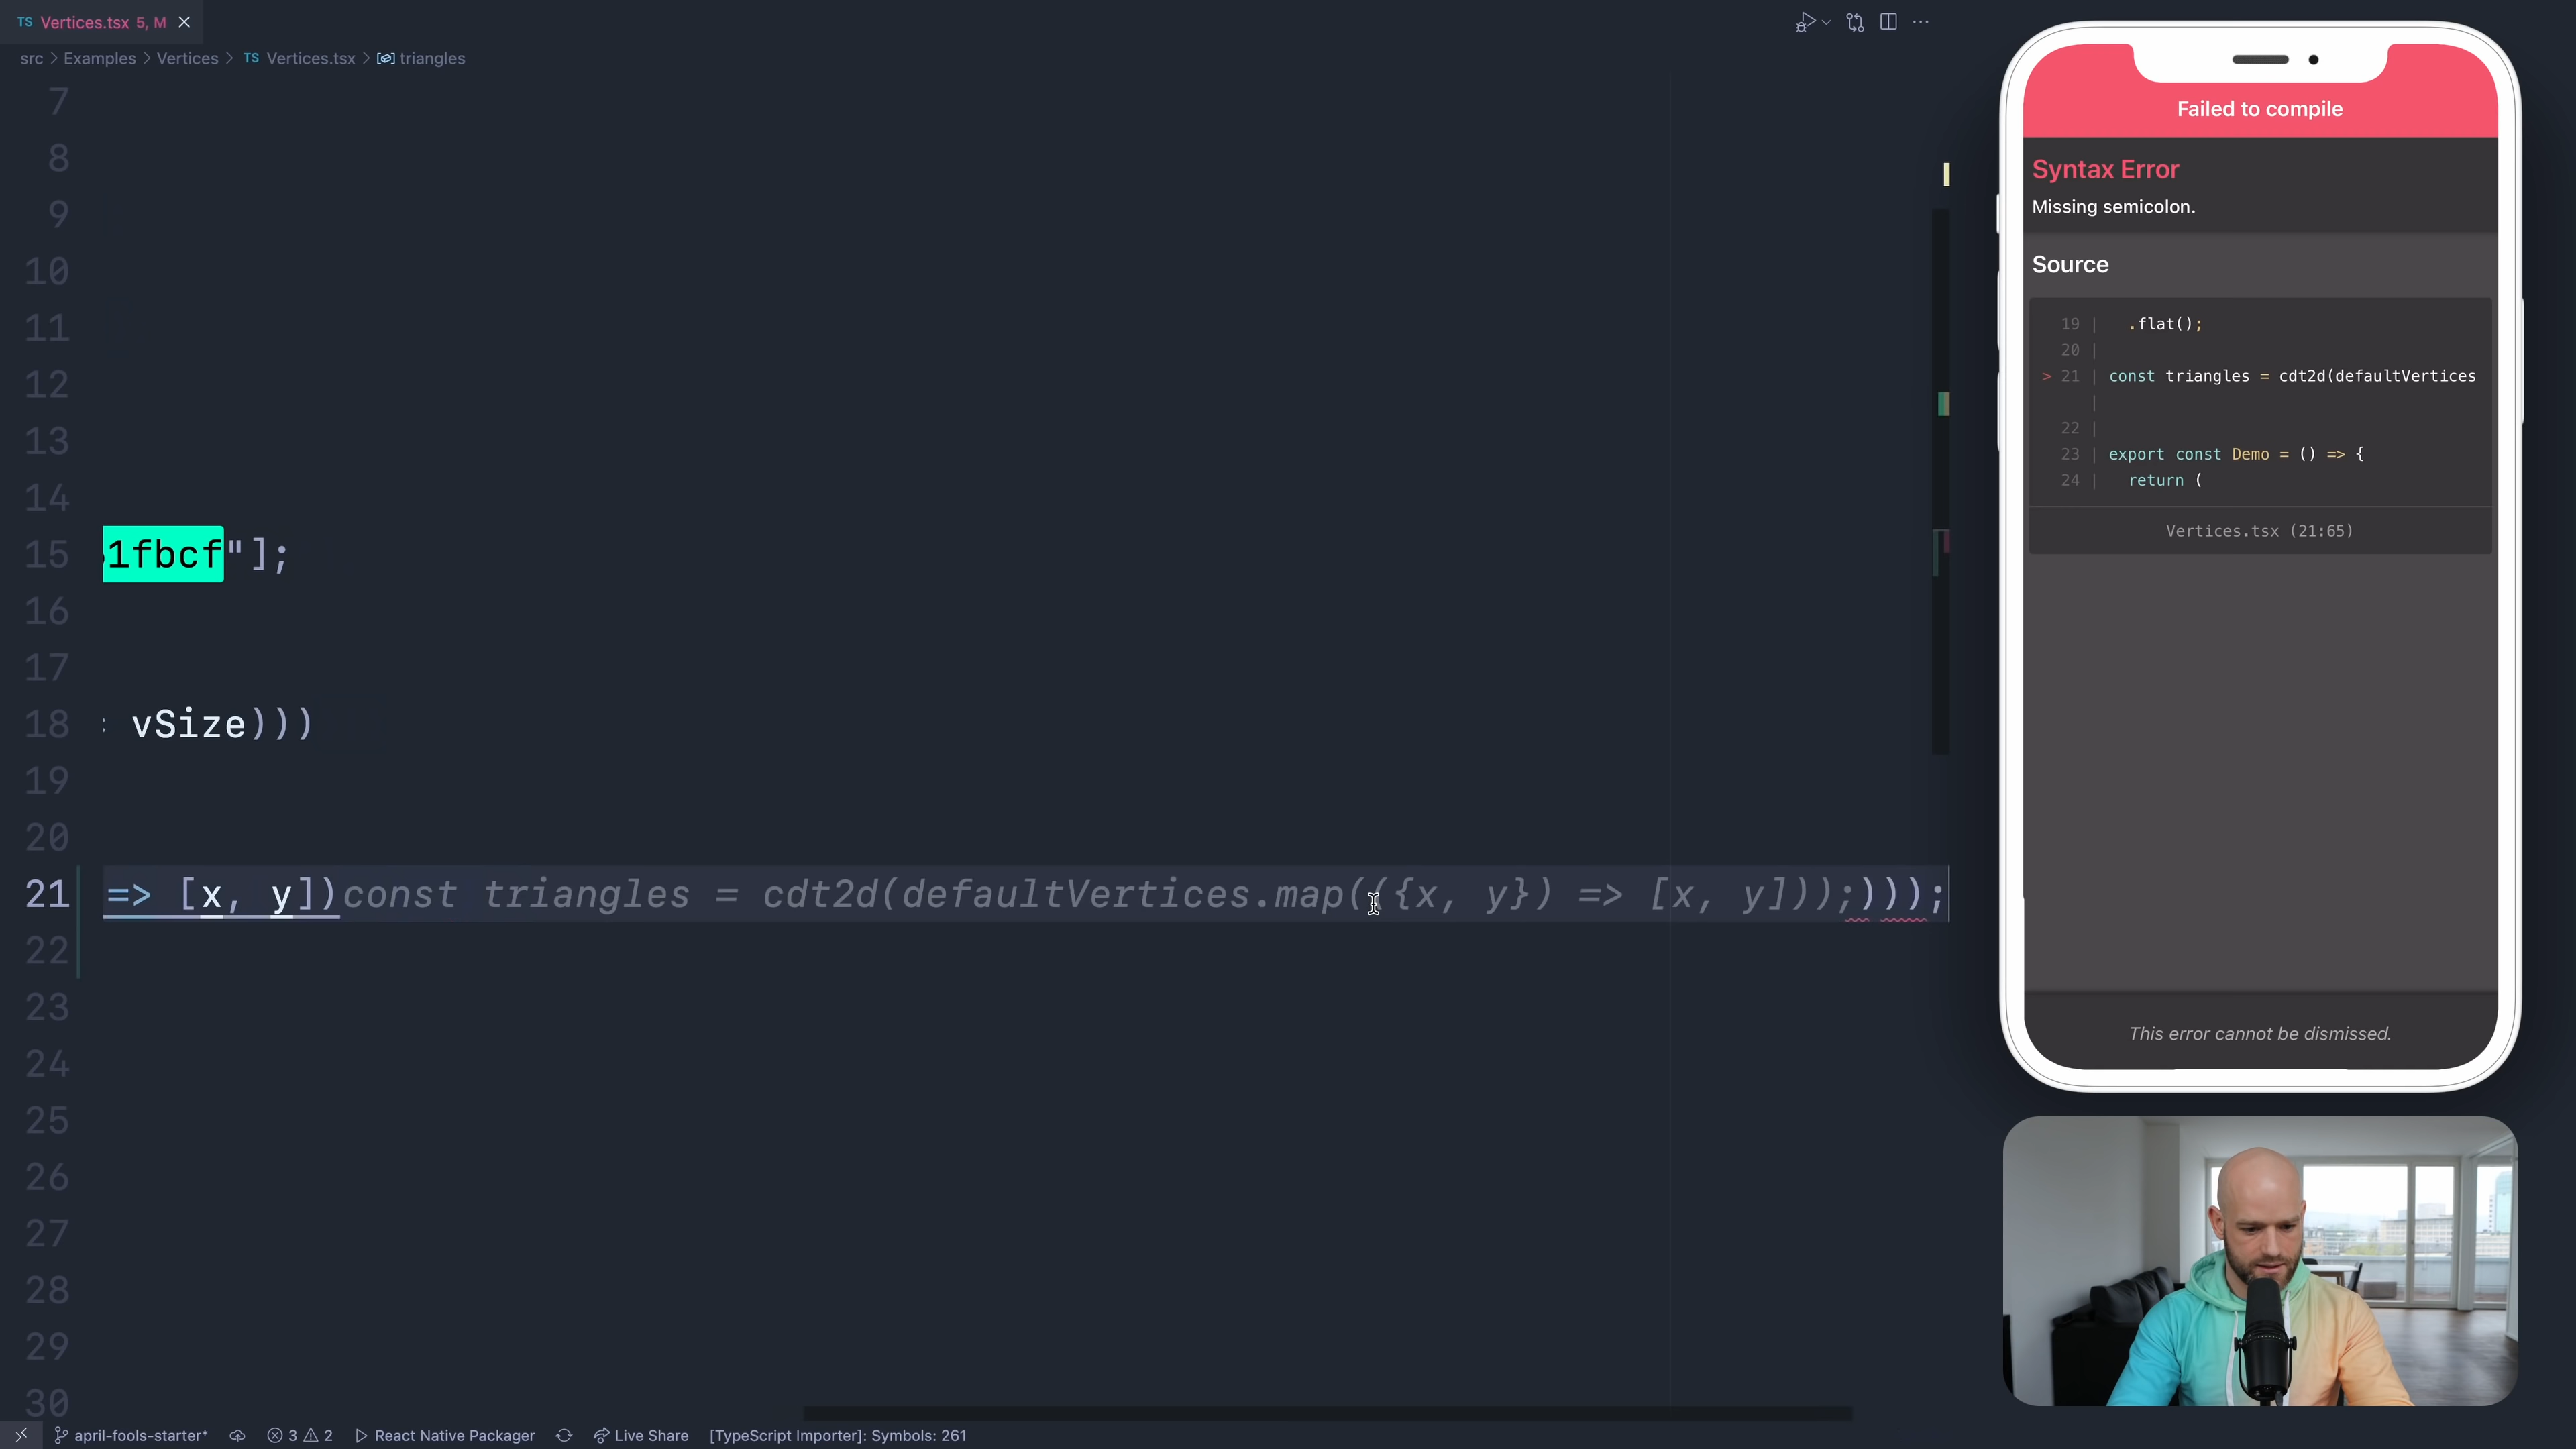 TS Vertices.tsx 5, M
src > Examples > Vertices > TS Vertices.tsx > triangles
7
8
9
10
11
12
13
14
15 1fbcf"];
16
17
18 : vSize)))
19
20
21 => [x, y])const triangles = cdt2d(defaultVertices.map(({x, y}) => [x, y]));)));
22
23
24
25
26
27
28
29
30
april-fools-starter* 3 2 React Native Packager Live Share [TypeScript Importer]: Symbols: 261
Failed to compile
Syntax Error
Missing semicolon.
Source
19 | .flat();
20 |
> 21 | const triangles = cdt2d(defaultVertices
|
22 |
23 | export const Demo = () => {
24 | return (
Vertices.tsx (21:65)
This error cannot be dismissed.